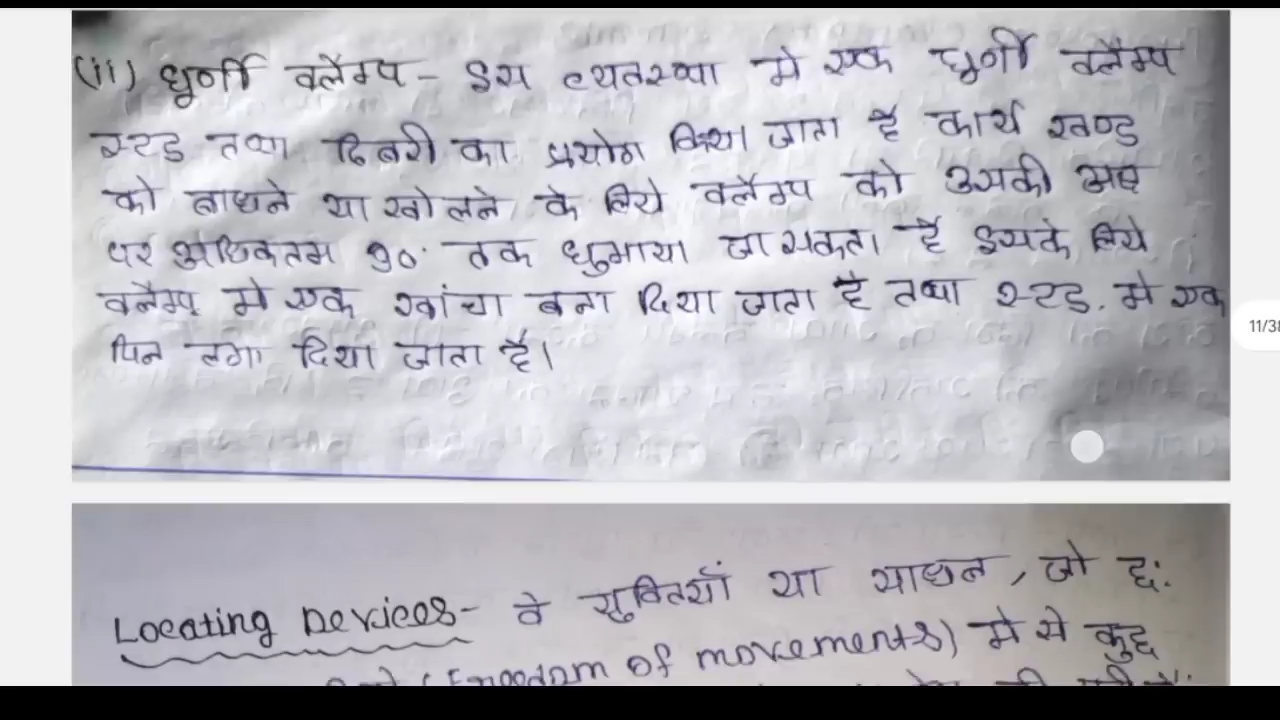 (ii) घूर्णी क्लैम्प - इस व्यवस्था मे एक घूर्णी क्लैम्प
स्टड तथा ढिबरी का प्रयोग किया जाता है कार्य खण्ड
को बाधने या खोलने के लिये क्लैम्प को उसकी अक्ष
पर अधिकतम 90° तक घुमाया जा सकता है इसके लिये
क्लैम्प मे एक खांचा बना दिया जाता है तथा स्टड. मे एक
पिन लगा दिया जाता है।
11/38
Locating Devices - वे युक्तियाँ या साधन, जो छ:
(Freedom of movements) मे से कुछ